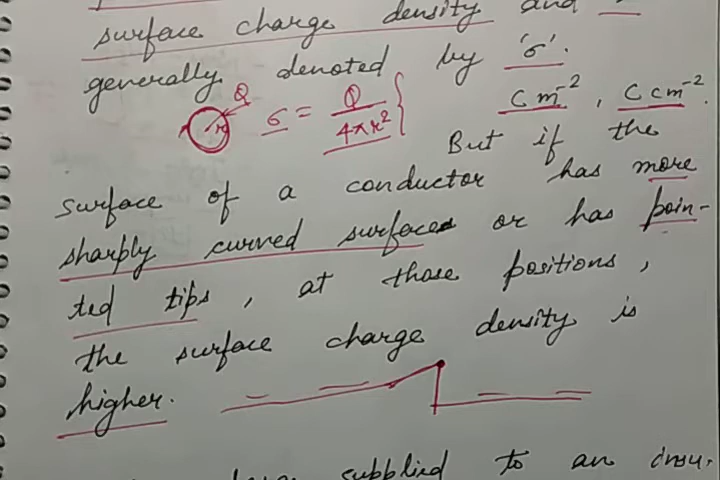 surface charge density and
generally denoted by 'σ'.
Q σ = Q / 4πr² { C m⁻², C cm⁻².
r
But if the
surface of a conductor has more
sharply curved surface or has poin-
ted tips, at those positions,
the surface charge density is
higher.
supplied to an insu-